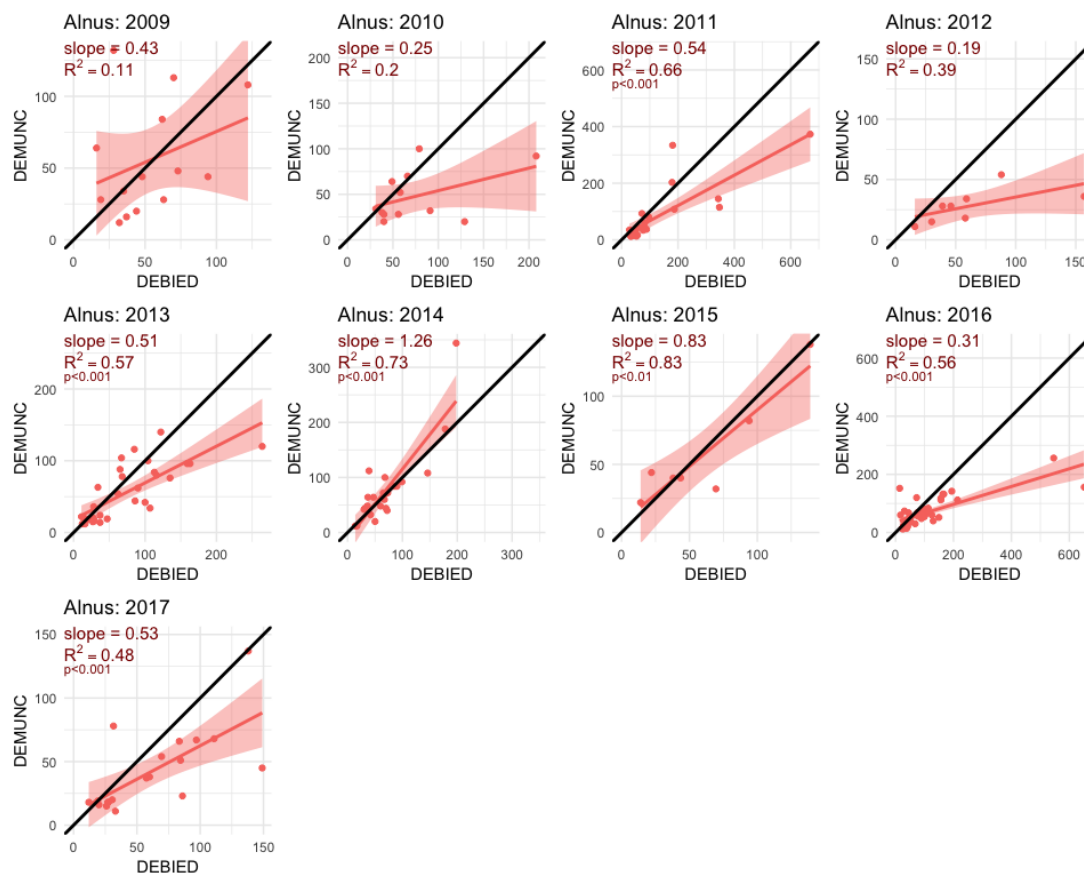 Alnus: 2009
slope = 0.43
R² = 0.11
100
50
0
DEMUNC
0
50
100
DEBIED
Alnus: 2010
slope = 0.25
R² = 0.2
200
150
100
50
0
DEMUNC
0
50
100
150
200
DEBIED
Alnus: 2011
slope = 0.54
R² = 0.66
p<0.001
600
400
200
0
DEMUNC
0
200
400
600
DEBIED
Alnus: 2012
slope = 0.19
R² = 0.39
150
100
50
0
DEMUNC
0
50
100
150
DEBIED
Alnus: 2013
slope = 0.51
R² = 0.57
p<0.001
200
100
0
DEMUNC
0
100
200
DEBIED
Alnus: 2014
slope = 1.26
R² = 0.73
p<0.001
300
200
100
0
DEMUNC
0
100
200
300
DEBIED
Alnus: 2015
slope = 0.83
R² = 0.83
p<0.01
100
50
0
DEMUNC
0
50
100
DEBIED
Alnus: 2016
slope = 0.31
R² = 0.56
p<0.001
600
400
200
0
DEMUNC
0
200
400
600
DEBIED
Alnus: 2017
slope = 0.53
R² = 0.48
p<0.001
150
100
50
0
DEMUNC
0
50
100
150
DEBIED